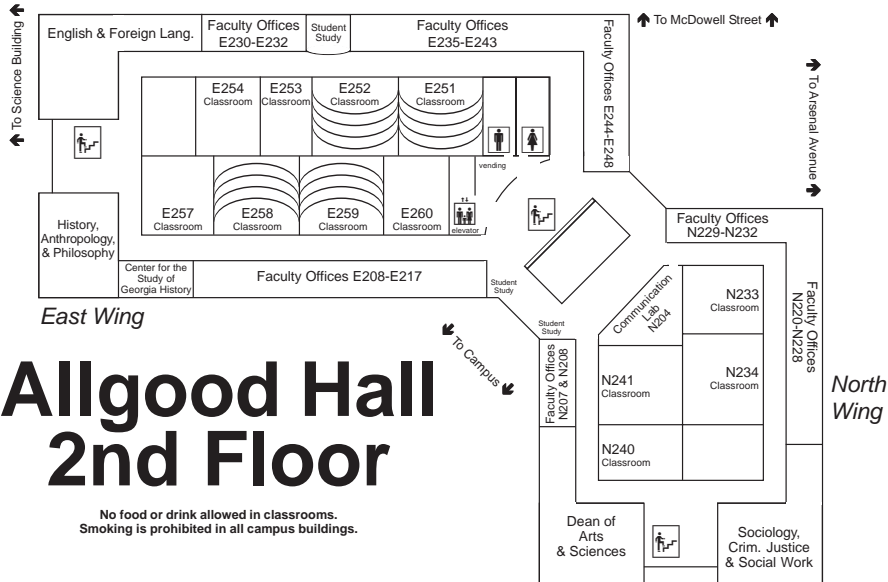 To Science Building
English & Foreign Lang.
Faculty Offices
E230-E232
Student
Study
Faculty Offices
E235-E243
Faculty Offices E244-E248
To McDowell Street
To Arsenal Avenue
E254
Classroom
E253
Classroom
E252
Classroom
E251
Classroom
vending
E257
Classroom
E258
Classroom
E259
Classroom
E260
Classroom
elevator
History,
Anthropology,
& Philosophy
Center for the
Study of
Georgia History
Faculty Offices E208-E217
Student
Study
East Wing
Faculty Offices
N229-N232
Communication
Lab
N204
N233
Classroom
Faculty Offices
N220-N228
Student
Study
To Campus
Faculty Offices
N207 & N208
N241
Classroom
N234
Classroom
North
Wing
N240
Classroom
Allgood Hall
2nd Floor
No food or drink allowed in classrooms.
Smoking is prohibited in all campus buildings.
Dean of
Arts
& Sciences
Sociology,
Crim. Justice
& Social Work